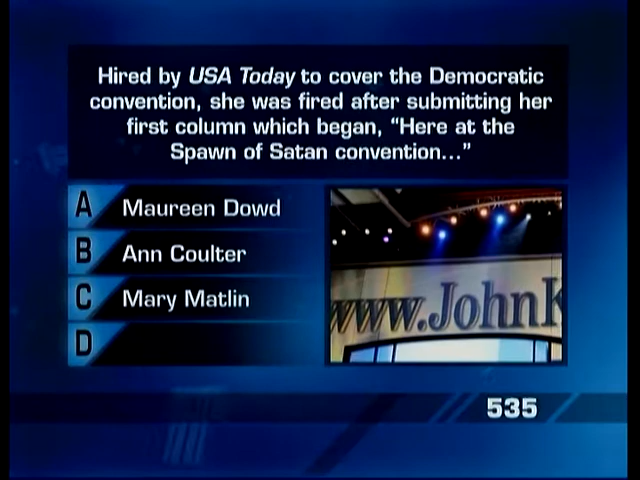 Hired by USA Today to cover the Democratic
convention, she was fired after submitting her
first column which began, “Here at the
Spawn of Satan convention...”
A Maureen Dowd
B Ann Coulter
C Mary Matlin
D
www.JohnK
535